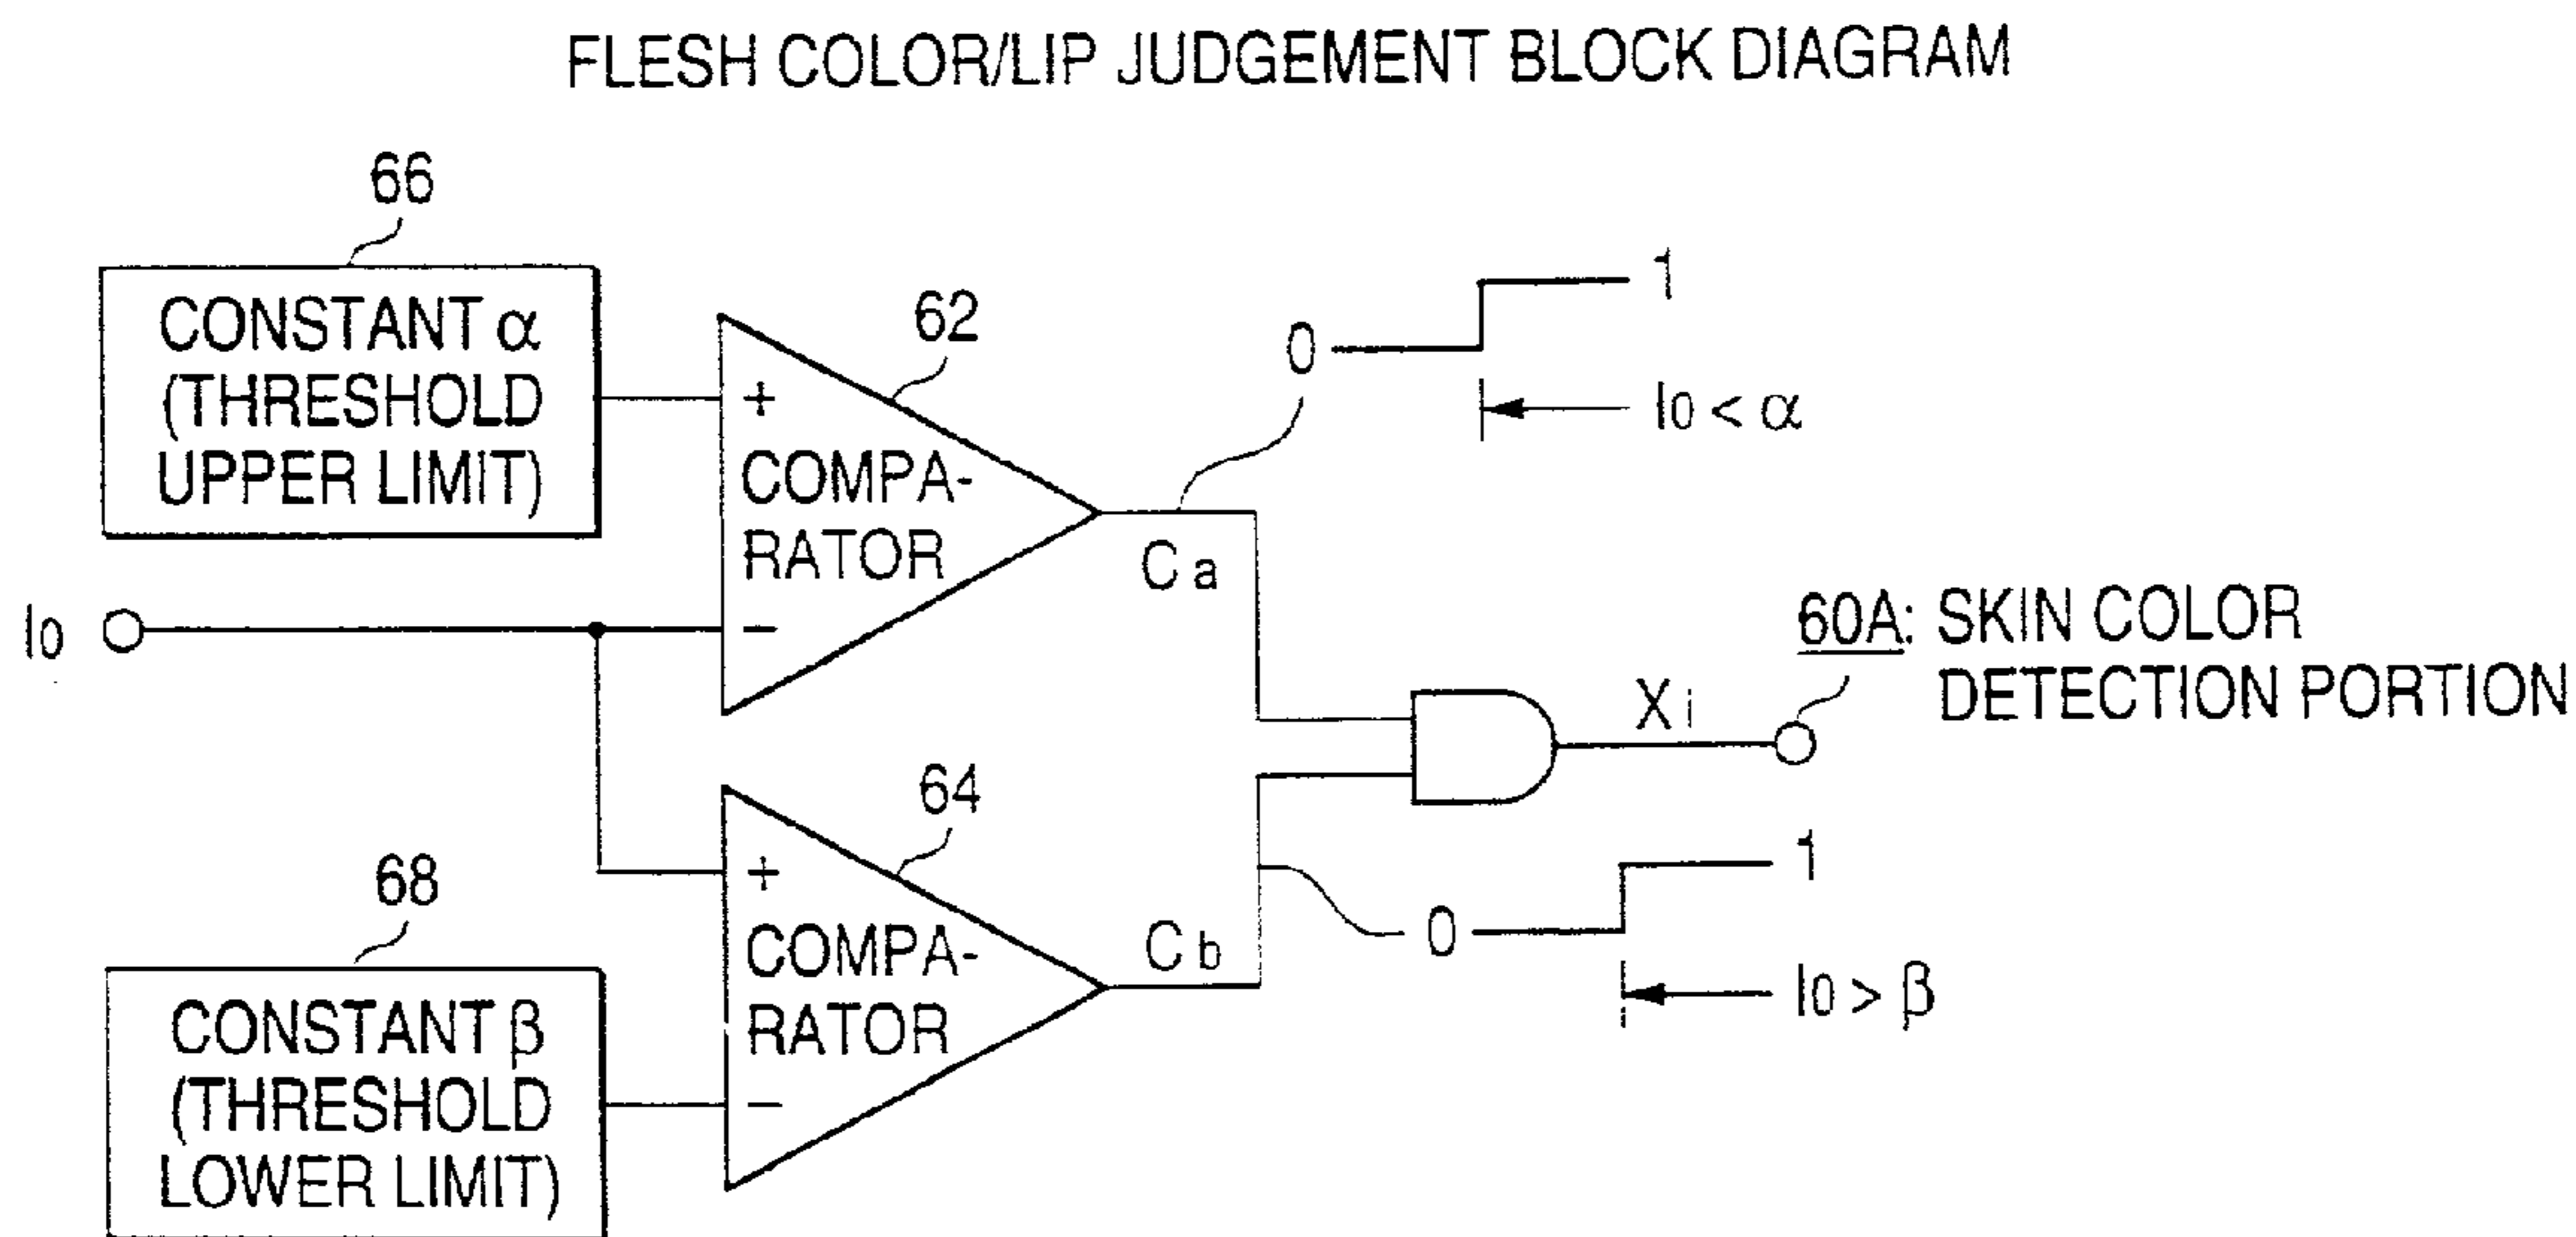 FLESH COLOR/LIP JUDGEMENT BLOCK DIAGRAM
66
CONSTANT α
(THRESHOLD
UPPER LIMIT)
62
+
COMPA-
RATOR
−
0
1
I0 < α
Ca
I0
60A: SKIN COLOR
DETECTION PORTION
Xi
64
+
COMPA-
RATOR
−
Cb
0
1
I0 > β
68
CONSTANT β
(THRESHOLD
LOWER LIMIT)